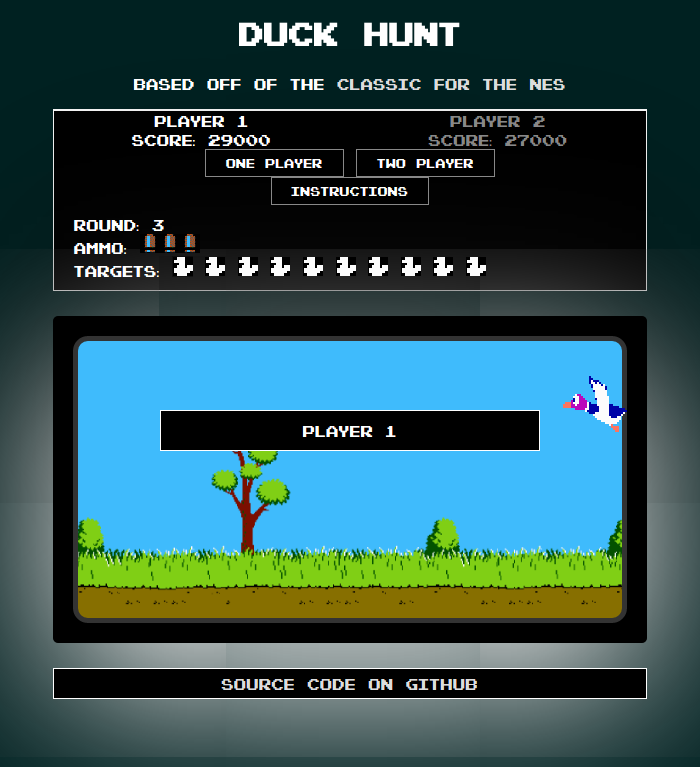 DUCK HUNT
BASED OFF OF THE CLASSIC FOR THE NES
PLAYER 1
SCORE: 29000
PLAYER 2
SCORE: 27000
ONE PLAYER
TWO PLAYER
INSTRUCTIONS
ROUND: 3
AMMO:
TARGETS:
PLAYER 1
SOURCE CODE ON GITHUB